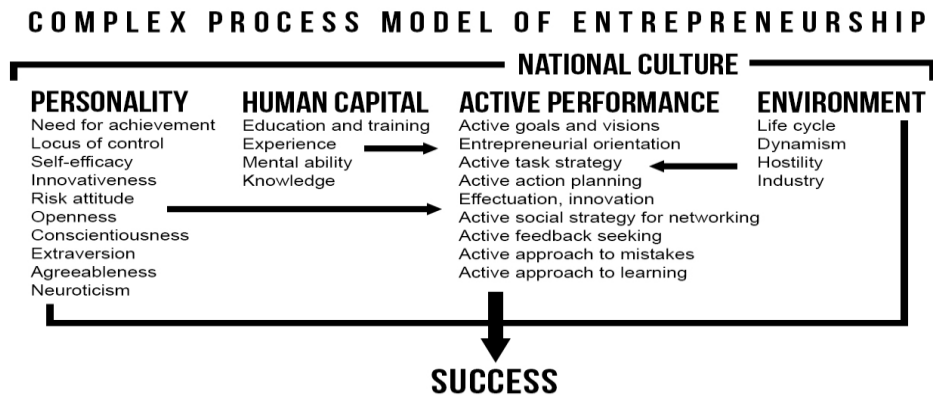 COMPLEX PROCESS MODEL OF ENTREPRENEURSHIP
NATIONAL CULTURE
PERSONALITY
Need for achievement
Locus of control
Self-efficacy
Innovativeness
Risk attitude
Openness
Conscientiousness
Extraversion
Agreeableness
Neuroticism
HUMAN CAPITAL
Education and training
Experience
Mental ability
Knowledge
ACTIVE PERFORMANCE
Active goals and visions
Entrepreneurial orientation
Active task strategy
Active action planning
Effectuation, innovation
Active social strategy for networking
Active feedback seeking
Active approach to mistakes
Active approach to learning
ENVIRONMENT
Life cycle
Dynamism
Hostility
Industry
SUCCESS